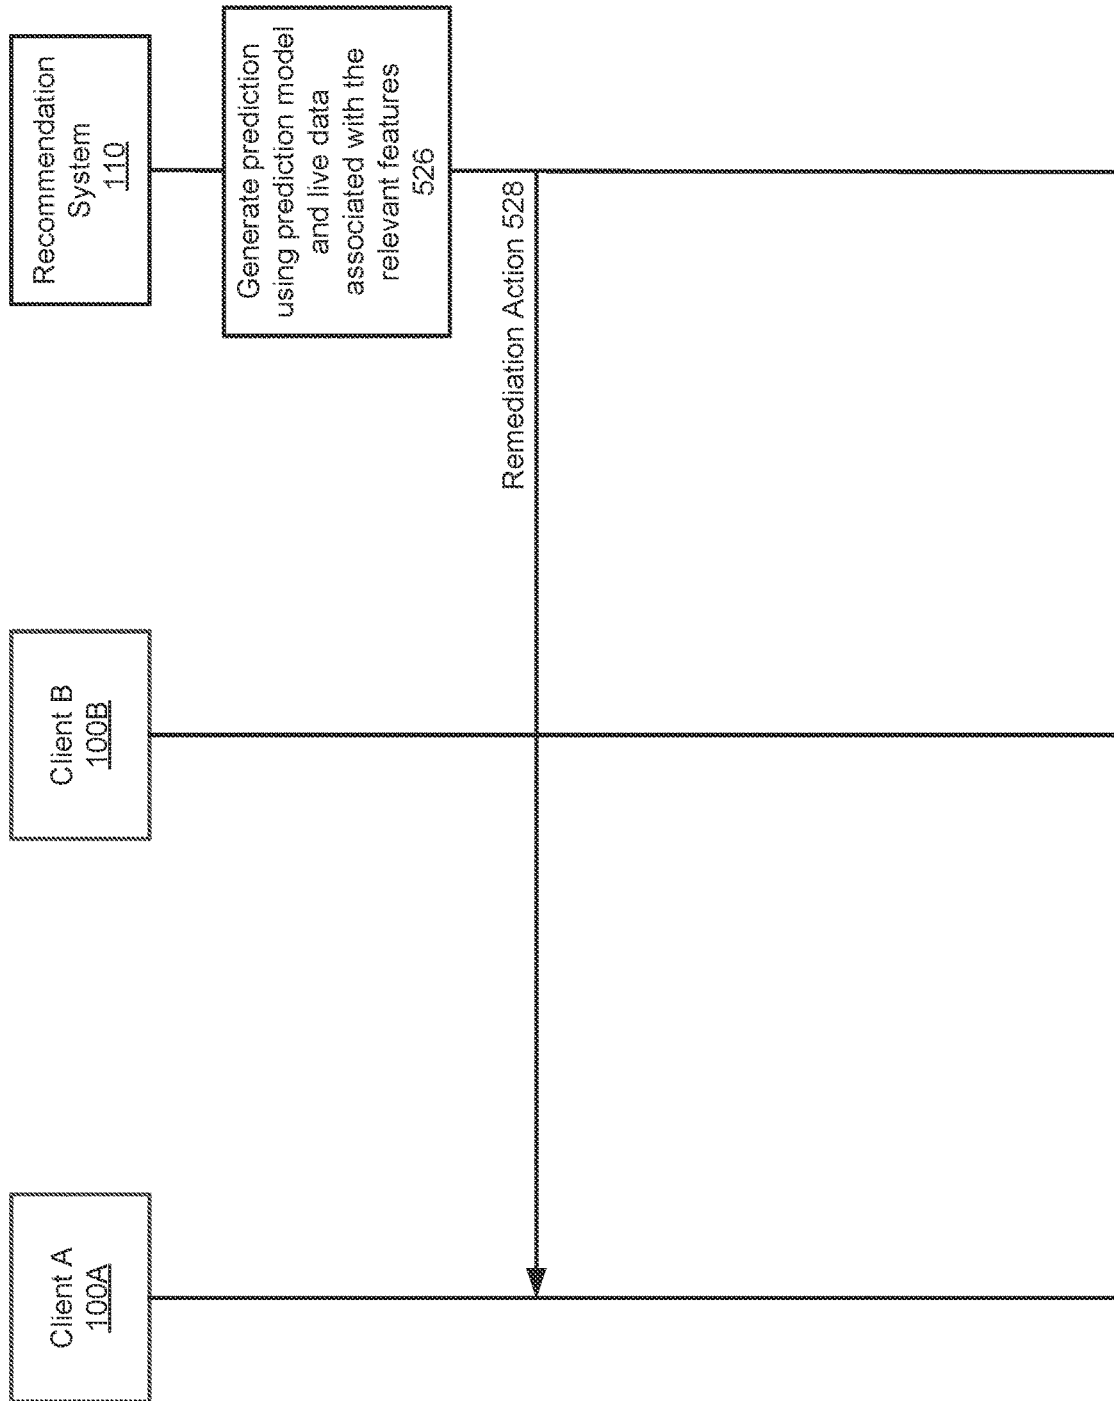 Client A
100A
Client B
100B
Recommendation
System
110
Generate prediction
using prediction model
and live data
associated with the
relevant features
526
Remediation Action 528